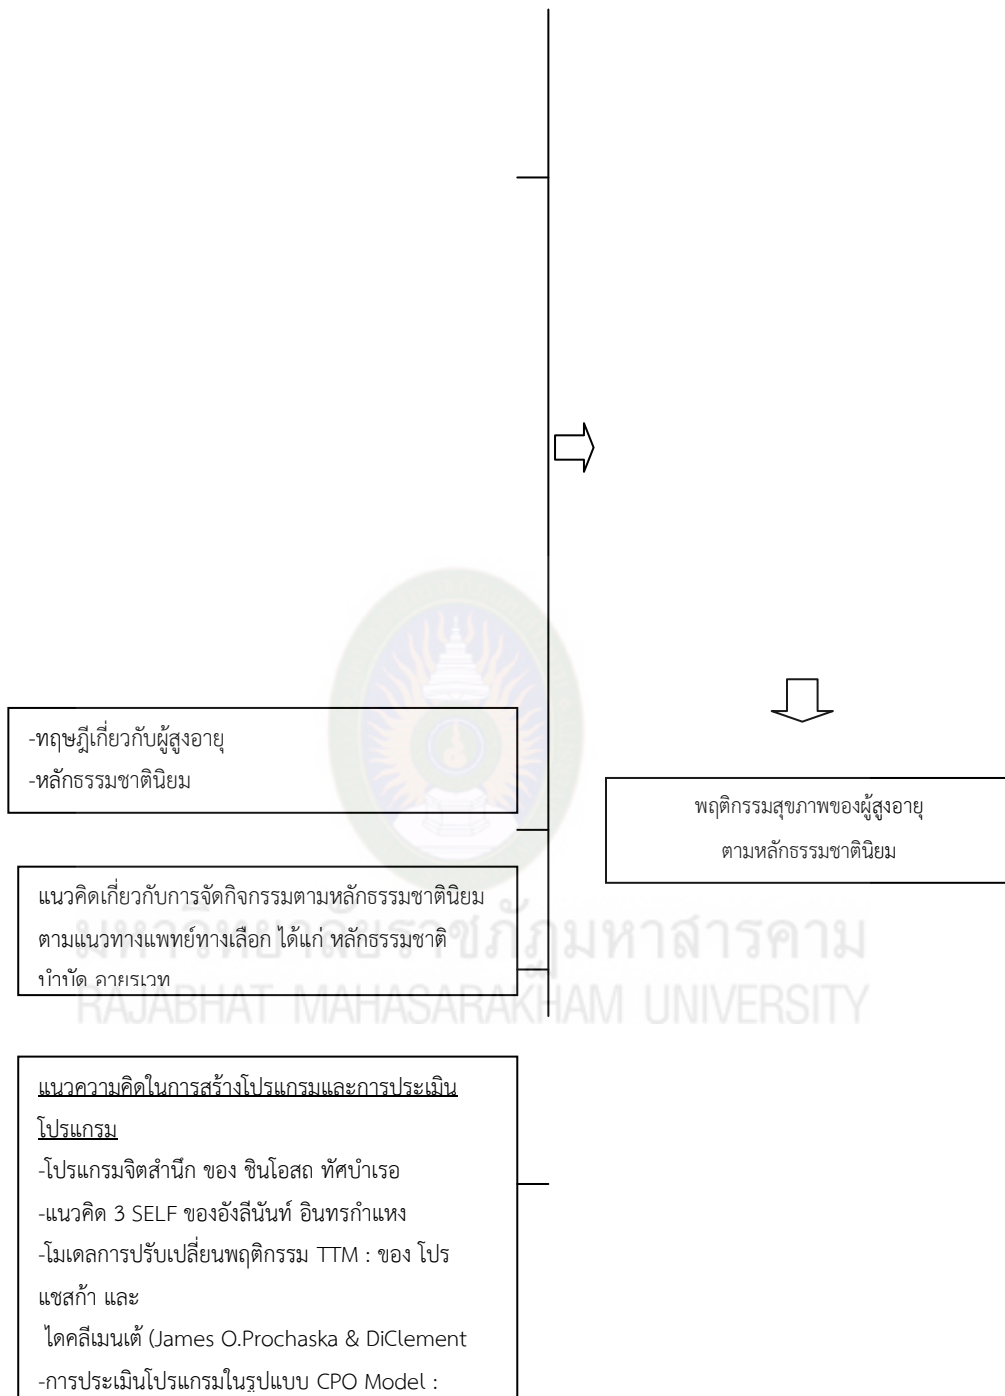 -ทฤษฎีเกี่ยวกับผู้สูงอายุ
-หลักธรรมชาตินิยม
พฤติกรรมสุขภาพของผู้สูงอายุ
ตามหลักธรรมชาตินิยม
แนวคิดเกี่ยวกับการจัดกิจกรรมตามหลักธรรมชาตินิยม
ตามแนวทางแพทย์ทางเลือก ได้แก่ หลักธรรมชาติ
บำบัด อายุรเวท
มหาวิทยาลัยราชภัฏมหาสารคาม
RAJABHAT MAHASARAKHAM UNIVERSITY
แนวความคิดในการสร้างโปรแกรมและการประเมิน
โปรแกรม
-โปรแกรมจิตสำนึก ของ ชินโอสถ ทัศบำเรอ
-แนวคิด 3 SELF ของอังลีนันท์ อินทรกำแหง
-โมเดลการปรับเปลี่ยนพฤติกรรม TTM : ของ โปร
แชสก้า และ
ไดคลีเมนเต้ (James O.Prochaska & DiClement
-การประเมินโปรแกรมในรูปแบบ CPO Model :